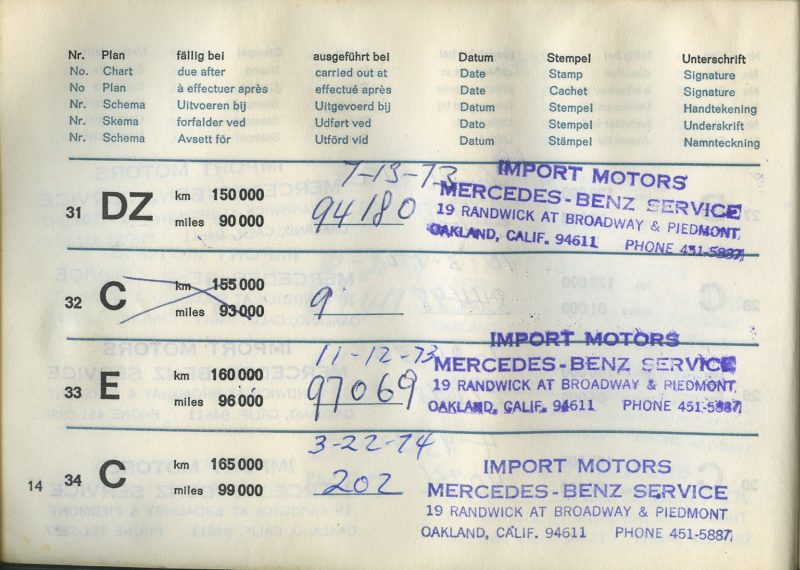 Nr. Plan fällig bei ausgeführt bei Datum Stempel Unterschrift
No. Chart due after carried out at Date Stamp Signature
No Plan à effectuer après effectué après Date Cachet Signature
Nr. Schema Uitvoeren bij Uitgevoerd bij Datum Stempel Handtekening
Nr. Skema forfalder ved Udført ved Dato Stempel Underskrift
Nr. Schema Avsett för Utförd vid Datum Stämpel Namnteckning
7-13-73
31 DZ km 150 000
miles 90 000
94180
IMPORT MOTORS
MERCEDES-BENZ SERVICE
19 RANDWICK AT BROADWAY & PIEDMONT
OAKLAND, CALIF. 94611 PHONE 451-5887
32 C km 155 000
miles 93 000
9
11-12-73
33 E km 160 000
miles 96 000
97069
IMPORT MOTORS
MERCEDES-BENZ SERVICE
19 RANDWICK AT BROADWAY & PIEDMONT
OAKLAND, CALIF. 94611 PHONE 451-5887
3-22-74
34 C km 165 000
miles 99 000
202
IMPORT MOTORS
MERCEDES-BENZ SERVICE
19 RANDWICK AT BROADWAY & PIEDMONT
OAKLAND, CALIF. 94611 PHONE 451-5887
14